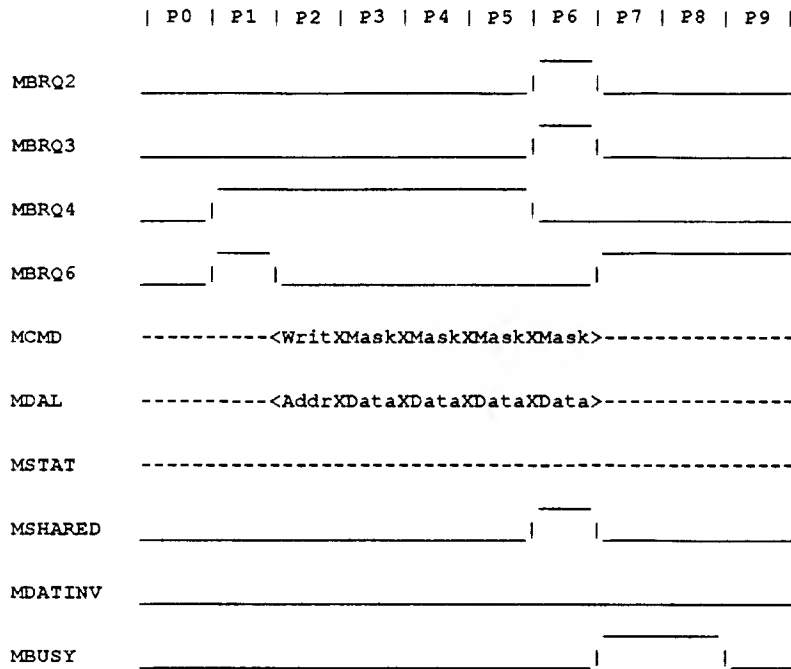 | P0 | P1 | P2 | P3 | P4 | P5 | P6 | P7 | P8 | P9 |
MBRQ2
MBRQ3
MBRQ4
MBRQ6
MCMD ----------<WritXMaskXMaskXMaskXMask>---------------
MDAL ----------<AddrXDataXDataXDataXData>---------------
MSTAT
MSHARED
MDATINV
MBUSY